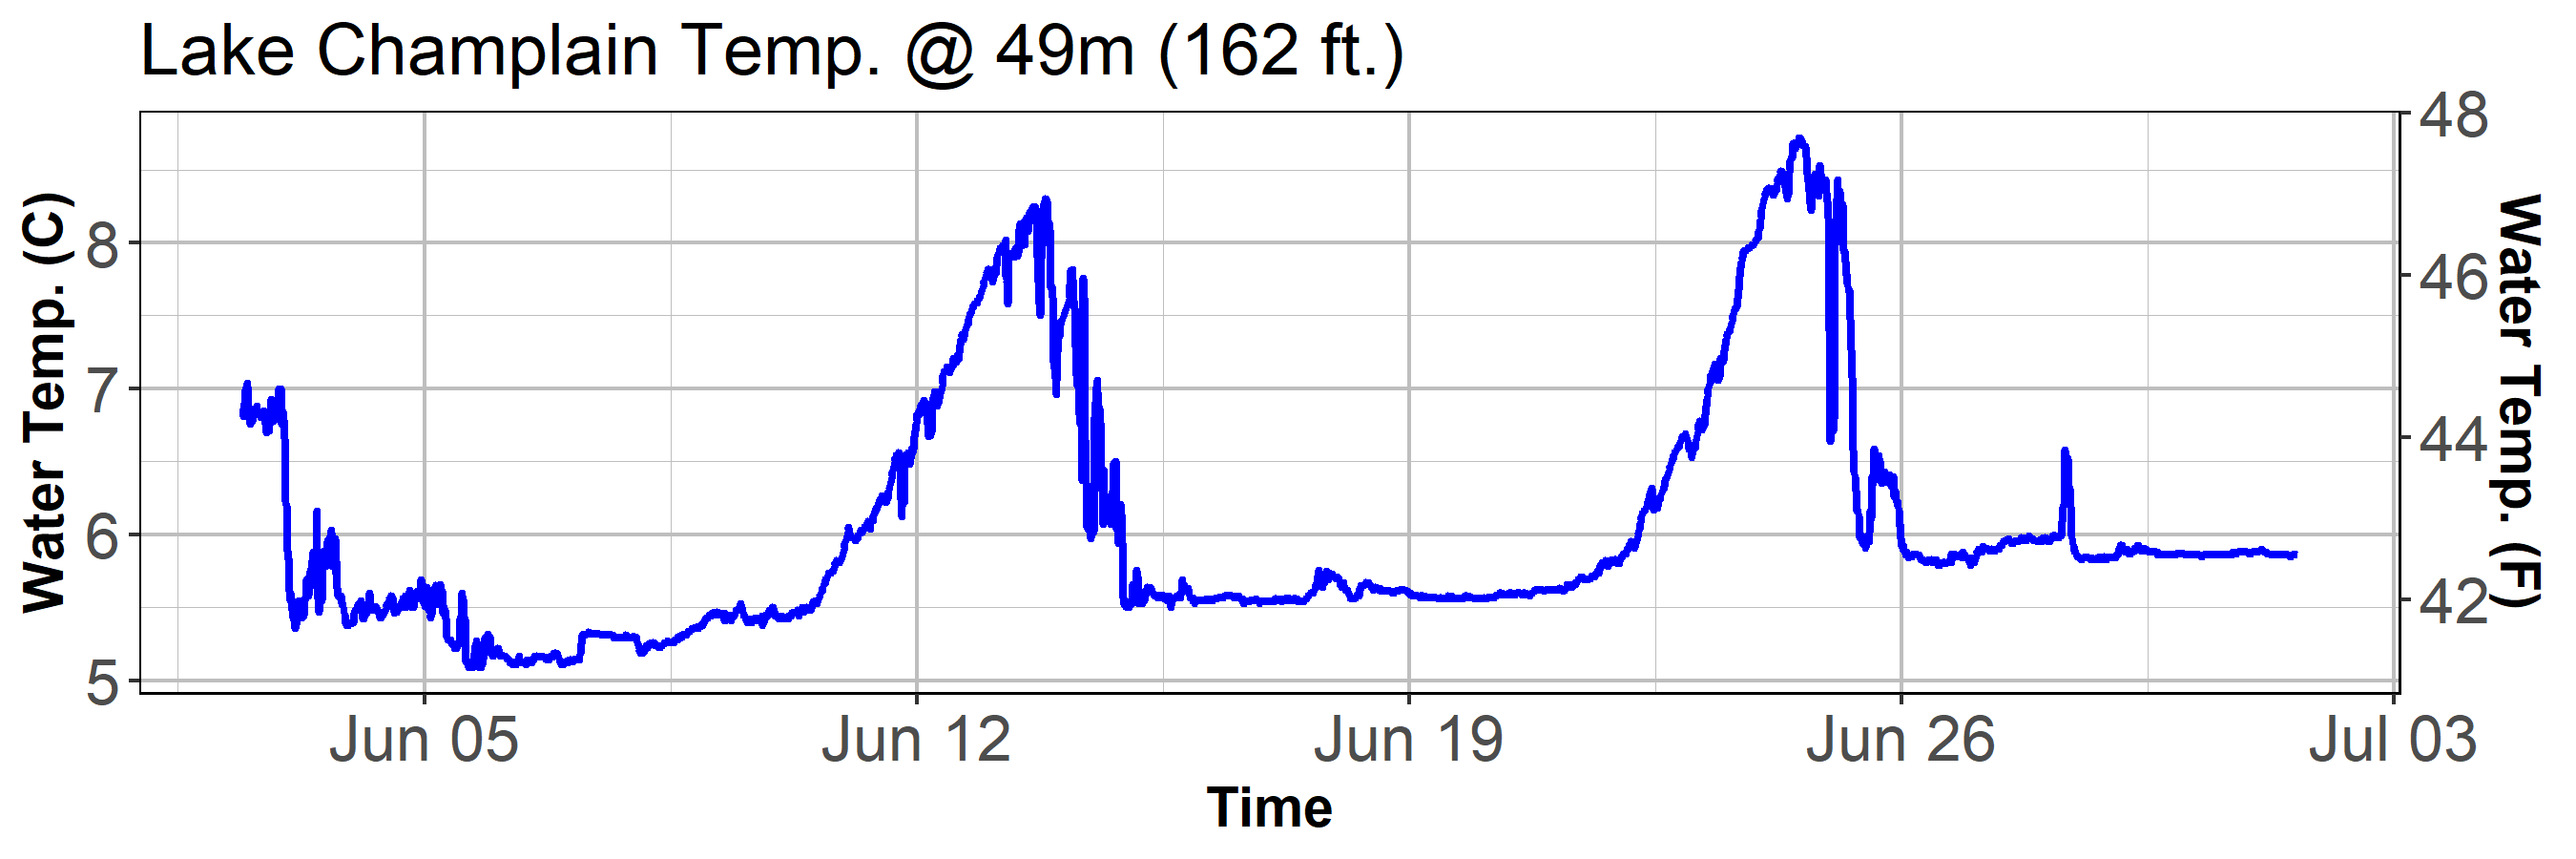 Lake Champlain Temp. @ 49m (162 ft.)
Water Temp. (C)
8
7
6
5
48
46
44
42
Water Temp. (F)
Jun 05 Jun 12 Jun 19 Jun 26 Jul 03
Time